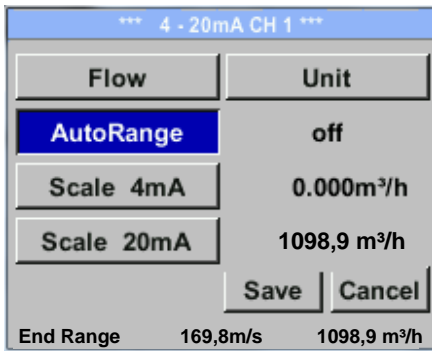 *** 4 - 20mA CH 1 ***
Flow Unit
AutoRange off
Scale 4mA 0.000m³/h
Scale 20mA 1098,9 m³/h
Save Cancel
End Range 169,8m/s 1098,9 m³/h